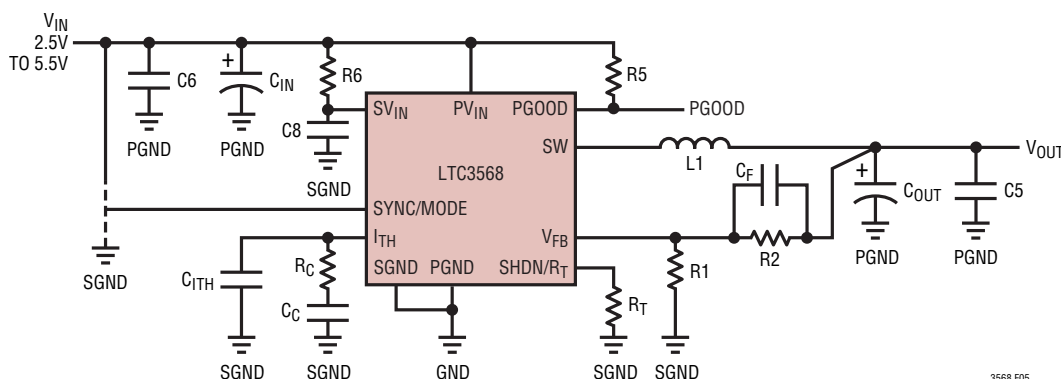 VIN
2.5V
TO 5.5V
C6
CIN
+
R6
R5
PGND
PGND
C8
SGND
SVIN
PVIN
PGOOD
PGOOD
SW
L1
VOUT
LTC3568
CF
+
COUT
C5
SYNC/MODE
ITH
VFB
R2
PGND
PGND
SGND
CITH
RC
CC
SGND
PGND
SHDN/RT
RT
R1
SGND
SGND
GND
SGND
SGND
3568 F05